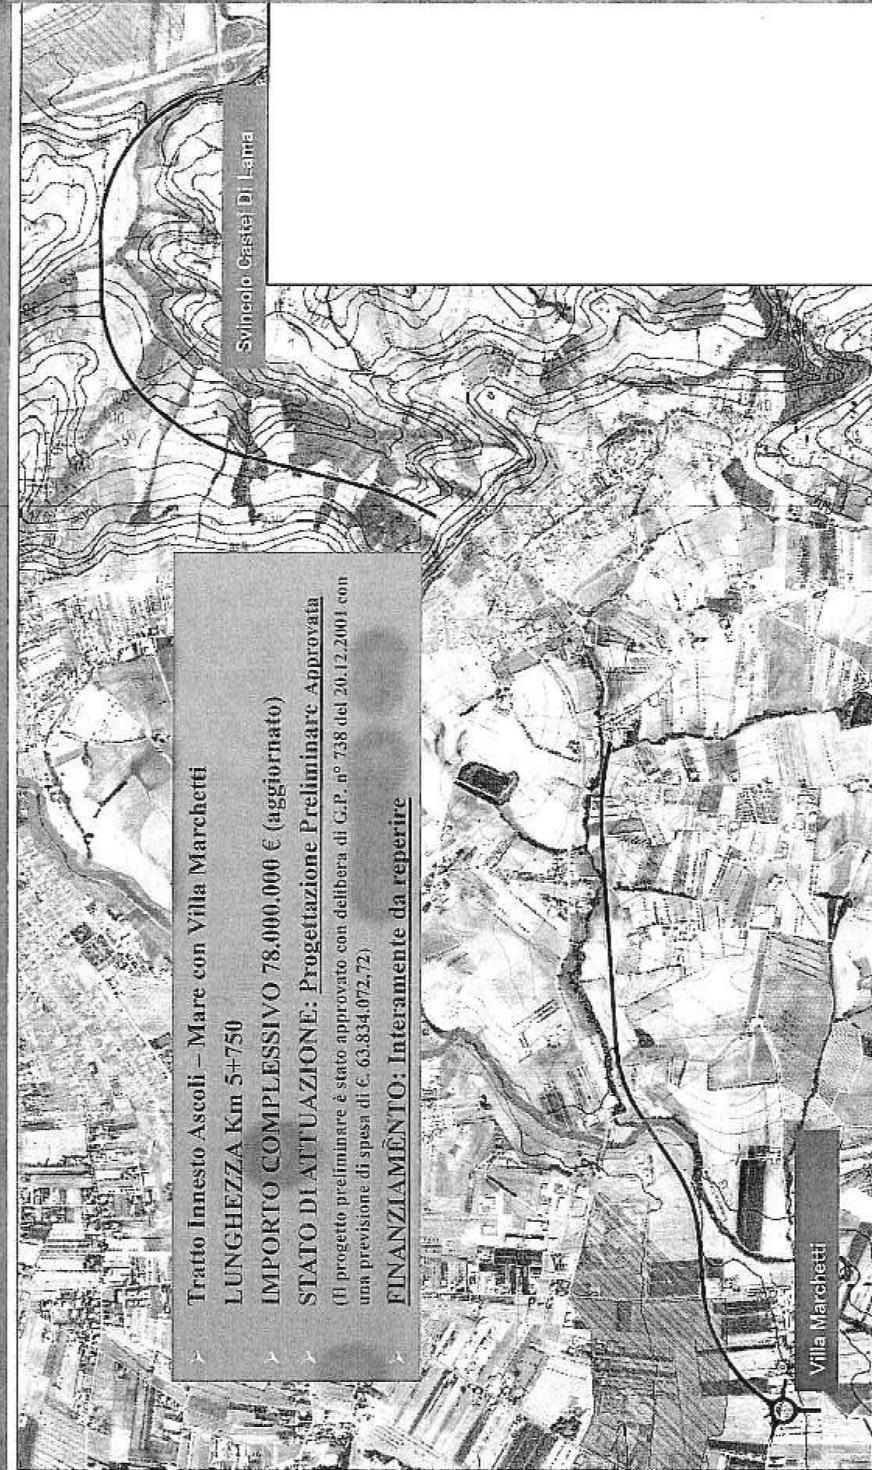 Tratto Innesto Ascoli – Mare con Villa Marchetti
LUNGHEZZA Km 5+750
IMPORTO COMPLESSIVO 78.000.000 € (aggiornato)
STATO DI ATTUAZIONE: Progettazione Preliminare Approvata
(Il progetto preliminare è stato approvato con delibera di G.P. n° 738 del 20.12.2001 con
una previsione di spesa di €. 63.834.072,72)
FINANZIAMENTO: Interamente da reperire
Svincolo Castel Di Lama
Villa Marchetti